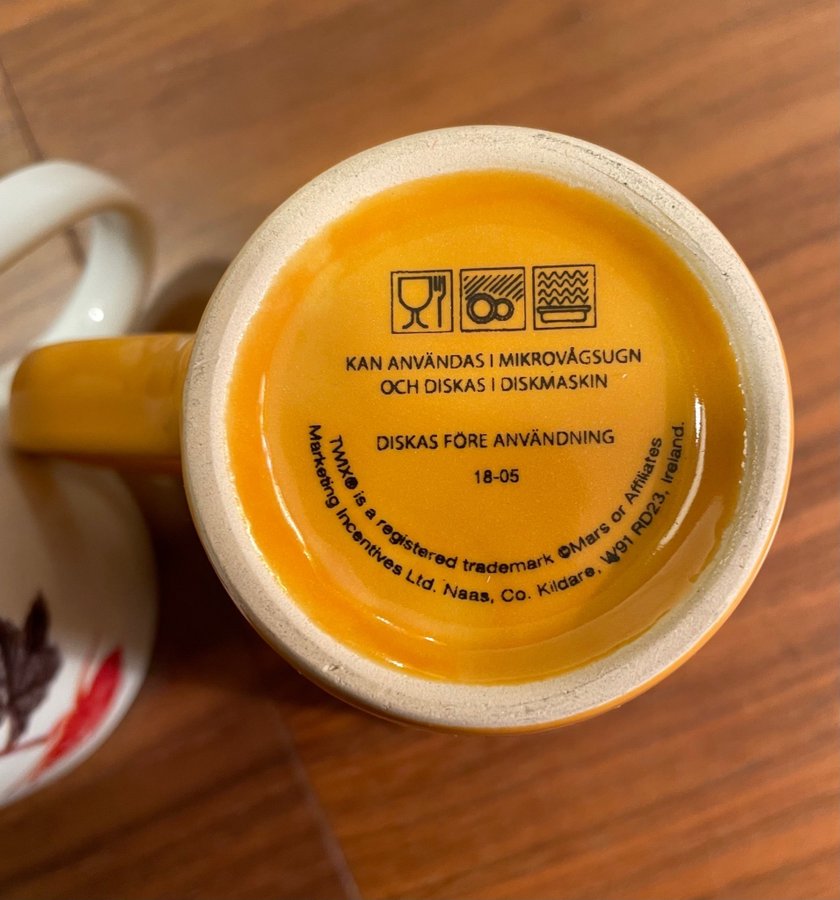 KAN ANVÄNDAS I MIKROVÅGSUGN
OCH DISKAS I DISKMASKIN
DISKAS FÖRE ANVÄNDNING
18-05
TWIX® is a registered trademark ©Mars or Affiliates
Marketing Incentives Ltd. Naas, Co. Kildare, W91 RD23, Ireland.